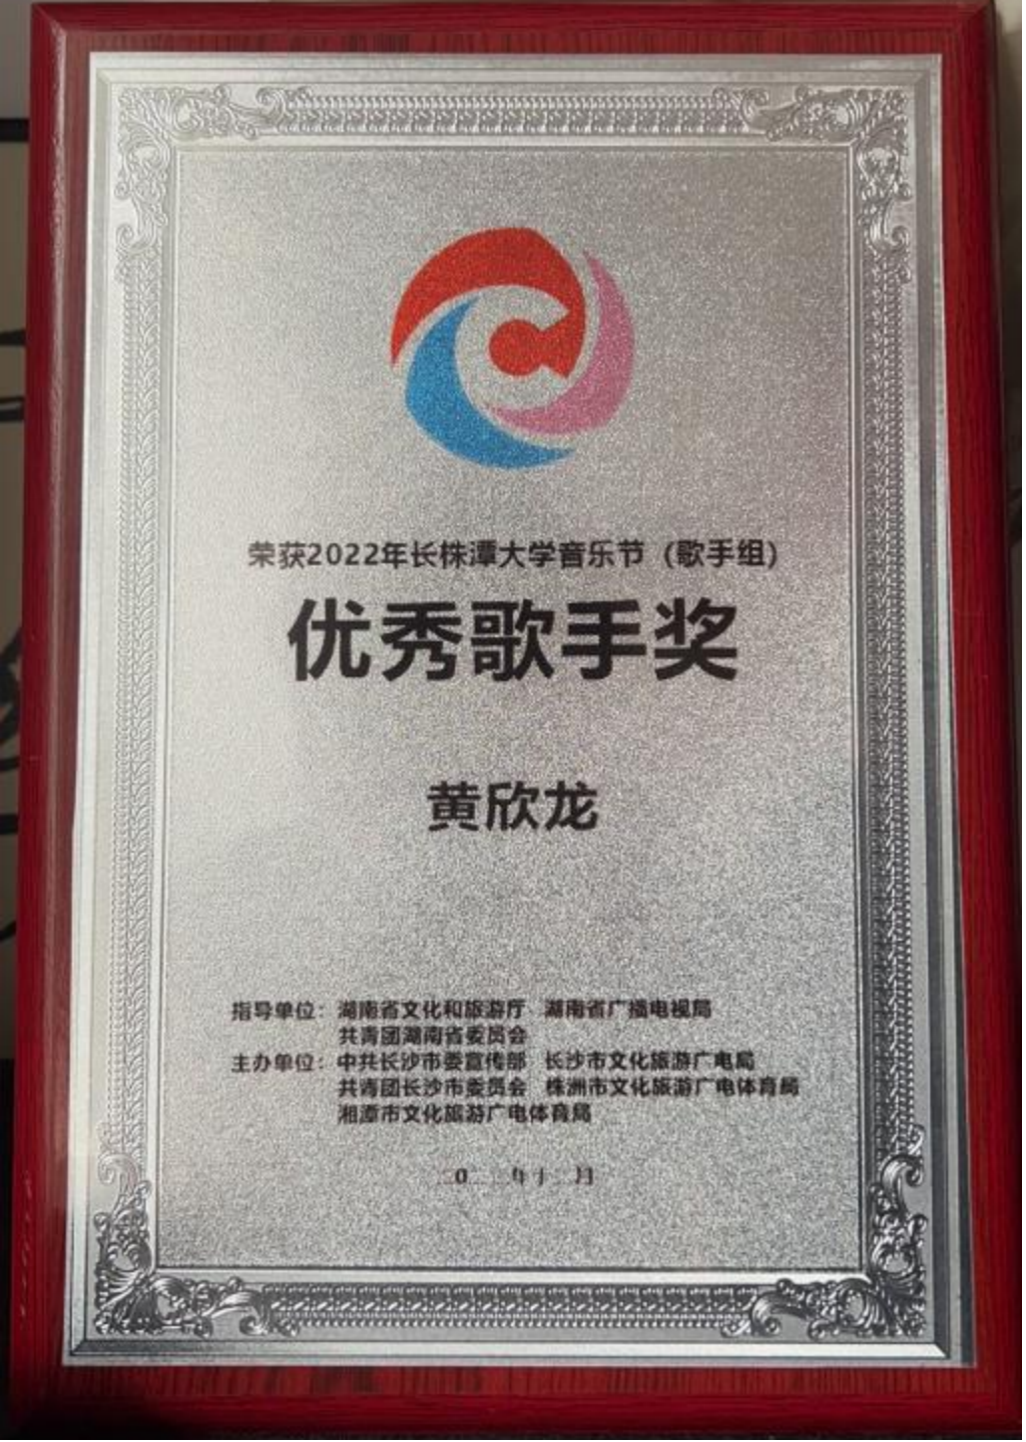 荣获2022年长株潭大学音乐节（歌手组）
优秀歌手奖
黄欣龙
指导单位：湖南省文化和旅游厅 湖南省广播电视局
共青团湖南省委员会
主办单位：中共长沙市委宣传部 长沙市文化旅游广电局
共青团长沙市委员会 株洲市文化旅游广电体育局
湘潭市文化旅游广电体育局